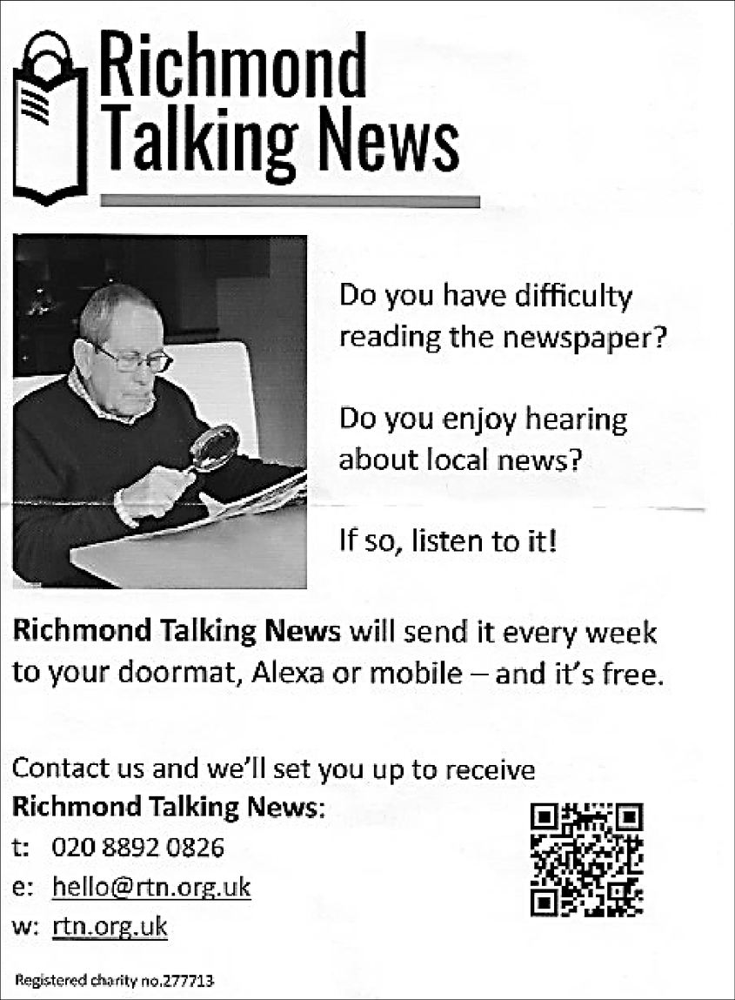 Richmond
Talking News
Do you have difficulty
reading the newspaper?
Do you enjoy hearing
about local news?
If so, listen to it!
Richmond Talking News will send it every week
to your doormat, Alexa or mobile – and it's free.
Contact us and we'll set you up to receive
Richmond Talking News:
t: 020 8892 0826
e: hello@rtn.org.uk
w: rtn.org.uk
Registered charity no.277713